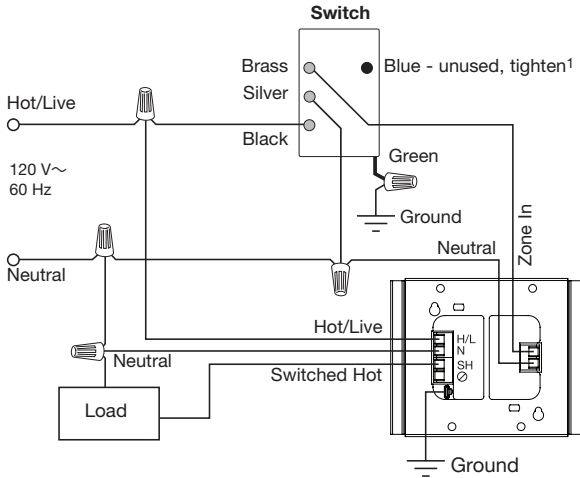 Switch
Brass
Blue - unused, tighten¹
Silver
Hot/Live
Black
120 V~
60 Hz
Green
Ground
Neutral
Zone In
Neutral
Hot/Live
H/L
N
Neutral
Switched Hot
SH
Load
Ground